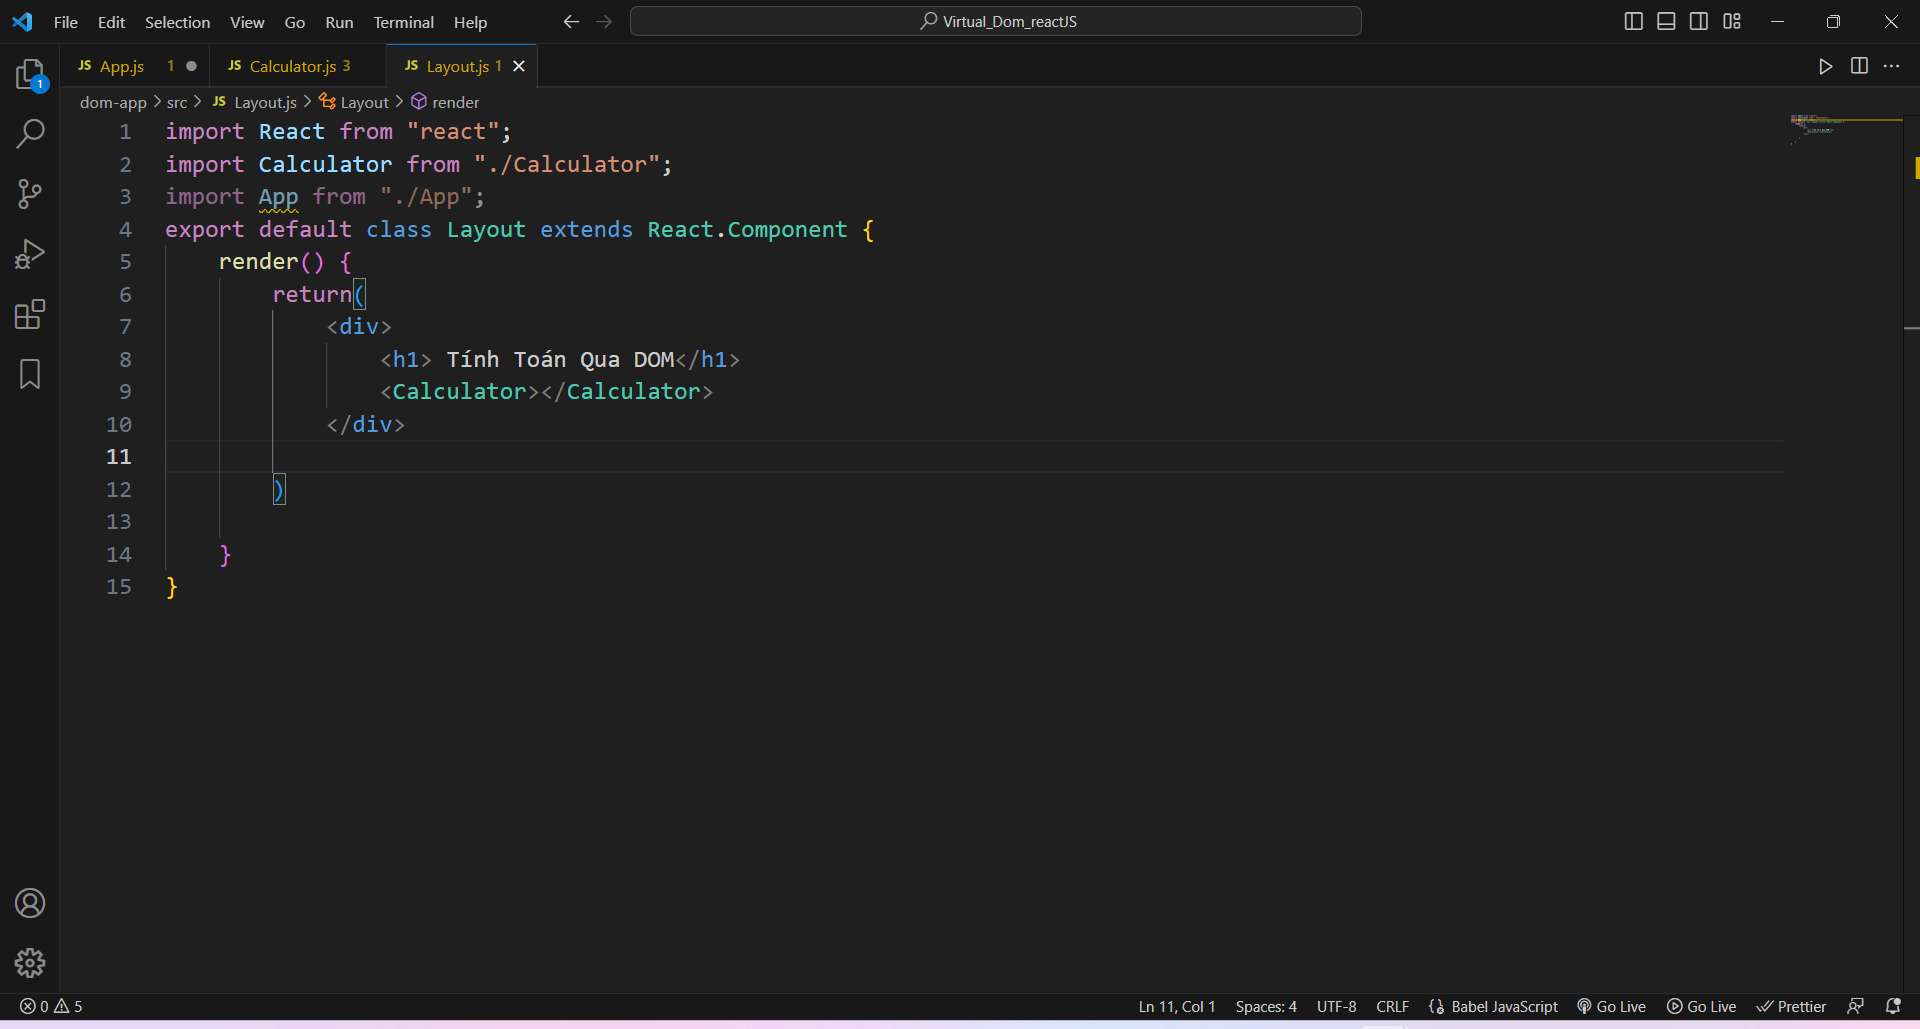 File Edit Selection View Go Run Terminal Help Virtual_Dom_reactJS
JS App.js 1 JS Calculator.js 3 JS Layout.js 1
dom-app > src > JS Layout.js > Layout > render
1 import React from "react";
2 import Calculator from "./Calculator";
3 import App from "./App";
4 export default class Layout extends React.Component {
5 render() {
6 return(
7 <div>
8 <h1> Tính Toán Qua DOM</h1>
9 <Calculator></Calculator>
10 </div>
11
12 )
13
14 }
15 }
1
0 5 Ln 11, Col 1 Spaces: 4 UTF-8 CRLF Babel JavaScript Go Live Go Live Prettier